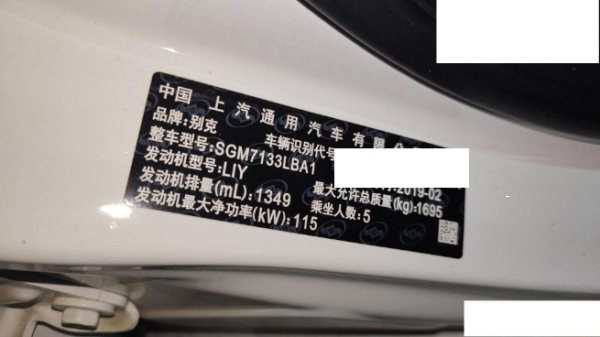 中国 上汽通用汽车有限
品牌:别克 车辆识别代号
整车型号:SGM7133LBA1
发动机型号:LIY 2019-02
发动机排量(mL):1349 最大允许总质量(kg):1695
发动机最大净功率(kW):115 乘坐人数:5